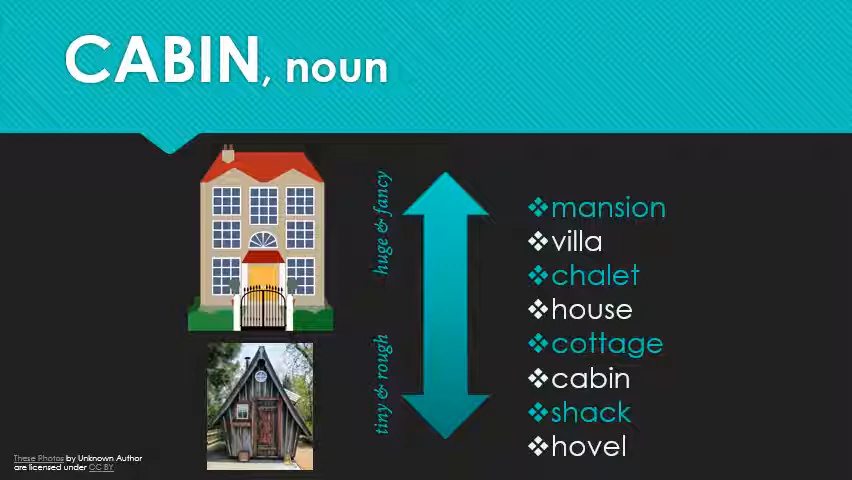 CABIN, noun
huge & fancy
tiny & rough
❖mansion
❖villa
❖chalet
❖house
❖cottage
❖cabin
❖shack
❖hovel
These Photos by Unknown Author
are licensed under CC BY